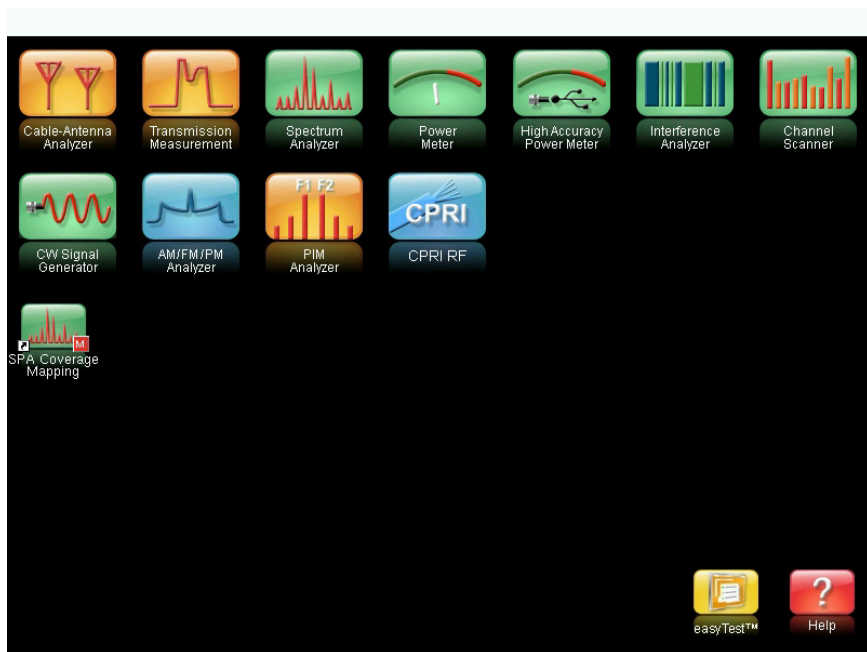 Cable-Antenna
Analyzer
Transmission
Measurement
Spectrum
Analyzer
Power
Meter
High Accuracy
Power Meter
Interference
Analyzer
Channel
Scanner
CW Signal
Generator
AM/FM/PM
Analyzer
F1 F2
PIM
Analyzer
CPRI
CPRI RF
M
SPA Coverage
Mapping
easyTest™
?
Help